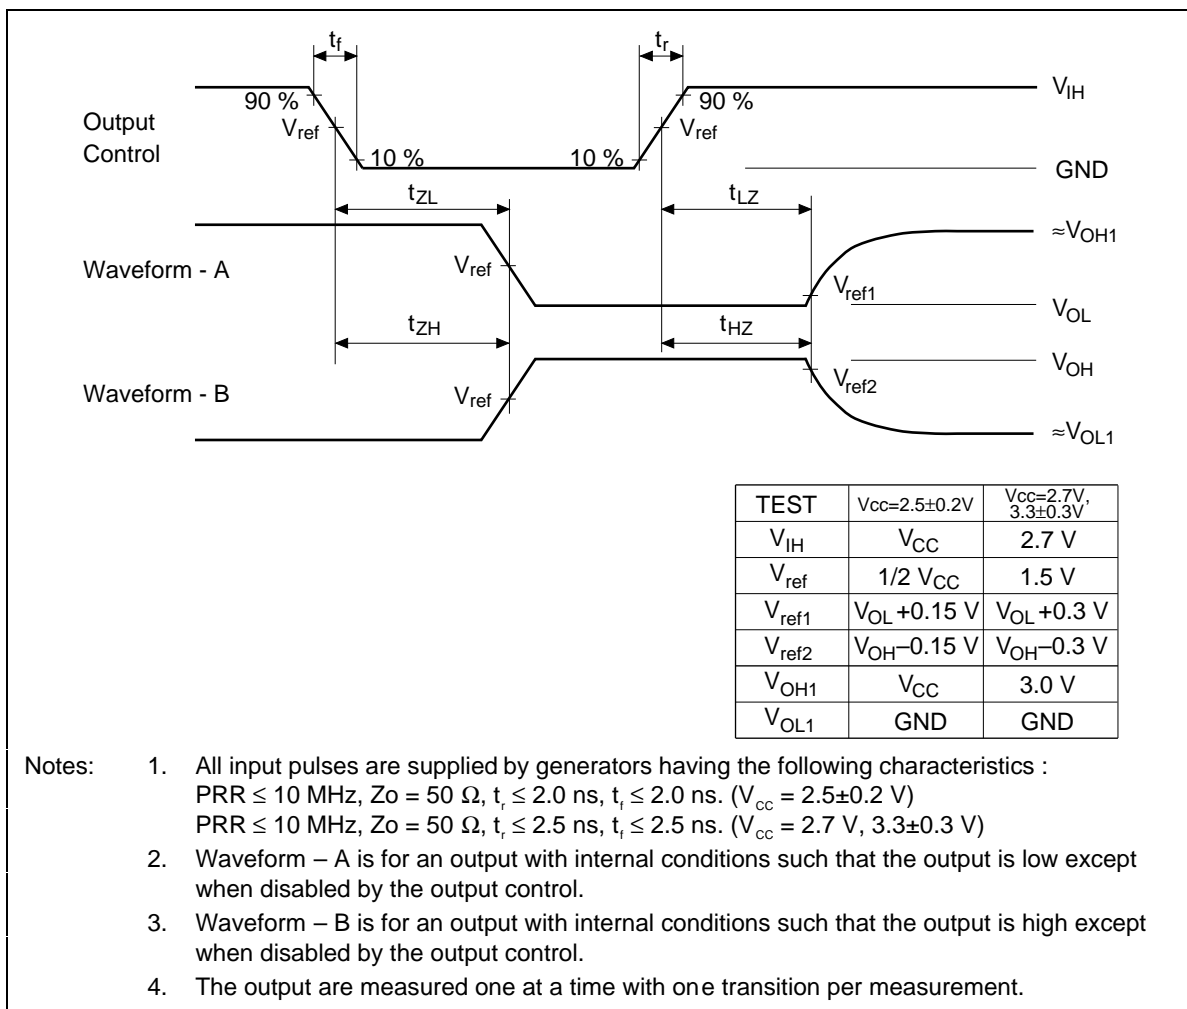 tf tr
90 % 90 % VIH
Output Control
Vref Vref
10 % 10 %
GND
tZL tLZ
≈VOH1
Waveform - A
Vref Vref1
VOL
tZH tHZ
VOH
Waveform - B
Vref Vref2
≈VOL1
TEST Vcc=2.5±0.2V Vcc=2.7V, 3.3±0.3V
VIH VCC 2.7 V
Vref 1/2 VCC 1.5 V
Vref1 VOL+0.15 V VOL+0.3 V
Vref2 VOH–0.15 V VOH–0.3 V
VOH1 VCC 3.0 V
VOL1 GND GND
Notes: 1. All input pulses are supplied by generators having the following characteristics :
PRR ≤ 10 MHz, Zo = 50 Ω, tr ≤ 2.0 ns, tf ≤ 2.0 ns. (VCC = 2.5±0.2 V)
PRR ≤ 10 MHz, Zo = 50 Ω, tr ≤ 2.5 ns, tf ≤ 2.5 ns. (VCC = 2.7 V, 3.3±0.3 V)
2. Waveform – A is for an output with internal conditions such that the output is low except
when disabled by the output control.
3. Waveform – B is for an output with internal conditions such that the output is high except
when disabled by the output control.
4. The output are measured one at a time with one transition per measurement.